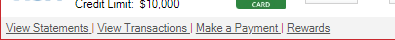 Credit Limit: $10,000
CARD
View Statements | View Transactions | Make a Payment | Rewards